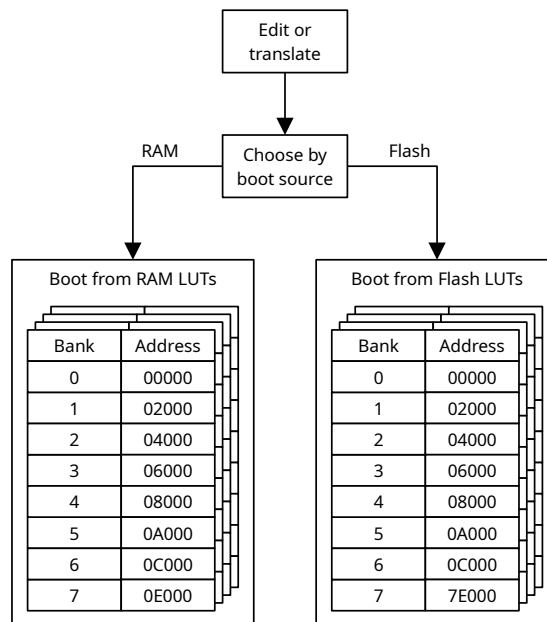 Edit or
translate
Choose by
boot source
RAM
Flash
Boot from RAM LUTs
Bank Address
0 00000
1 02000
2 04000
3 06000
4 08000
5 0A000
6 0C000
7 0E000
Boot from Flash LUTs
Bank Address
0 00000
1 02000
2 04000
3 06000
4 08000
5 0A000
6 0C000
7 7E000